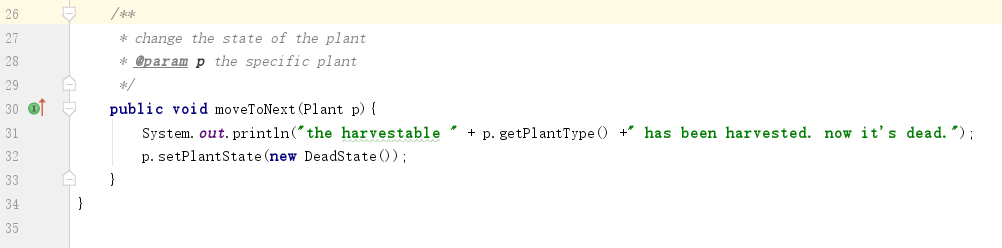 26 /**
27 * change the state of the plant
28 * @param p the specific plant
29 */
30 public void moveToNext(Plant p){
31 System.out.println("the harvestable " + p.getPlantType() +" has been harvested. now it's dead.");
32 p.setPlantState(new DeadState());
33 }
34 }
35